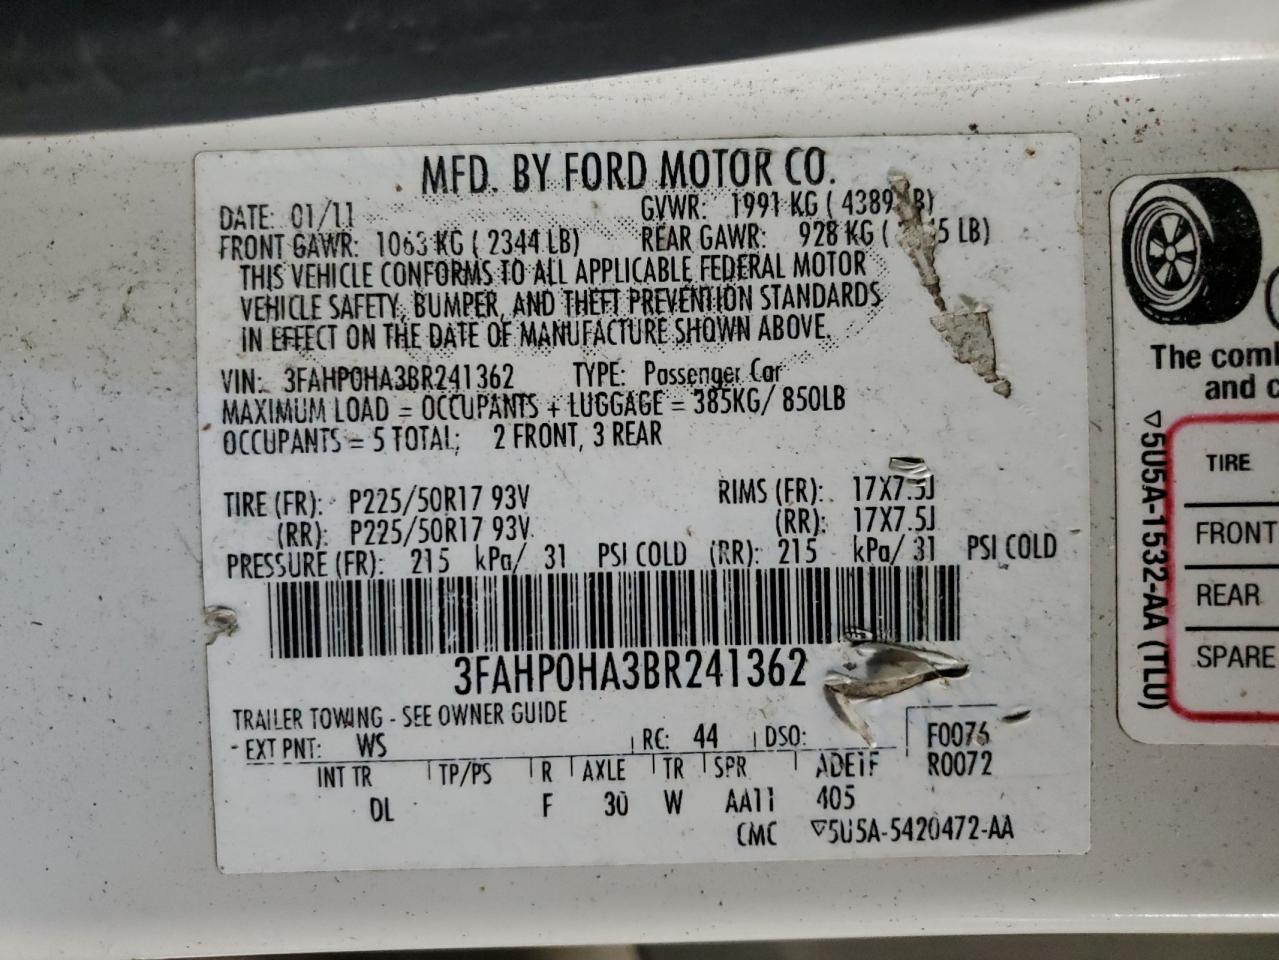 MFD. BY FORD MOTOR CO.
DATE: 01/11 GVWR: 1991 KG ( 4389 B)
FRONT GAWR: 1063 KG ( 2344 LB) REAR GAWR: 928 KG ( 5 LB)
THIS VEHICLE CONFORMS TO ALL APPLICABLE FEDERAL MOTOR
VEHICLE SAFETY, BUMPER, AND THEFT PREVENTION STANDARDS
IN EFFECT ON THE DATE OF MANUFACTURE SHOWN ABOVE.
VIN: 3FAHP0HA3BR241362 TYPE: Passenger Car
MAXIMUM LOAD = OCCUPANTS + LUGGAGE = 385KG/ 850LB
OCCUPANTS = 5 TOTAL; 2 FRONT, 3 REAR
TIRE (FR): P225/50R17 93V RIMS (FR): 17X7.5J
(RR): P225/50R17 93V (RR): 17X7.5J
PRESSURE (FR): 215 kPa/ 31 PSI COLD (RR): 215 kPa/ 31 PSI COLD
3FAHP0HA3BR241362
TRAILER TOWING - SEE OWNER GUIDE
EXT PNT: WS RC: 44 DSO: F0076
R0072
INT TR TP/PS R AXLE TR SPR ADE1F
DL F 30 W AA11 405
CMC ▽5U5A-5420472-AA
The comb
and c
TIRE
FRONT
REAR
SPARE
▽5U5A-1532-AA (TLU)